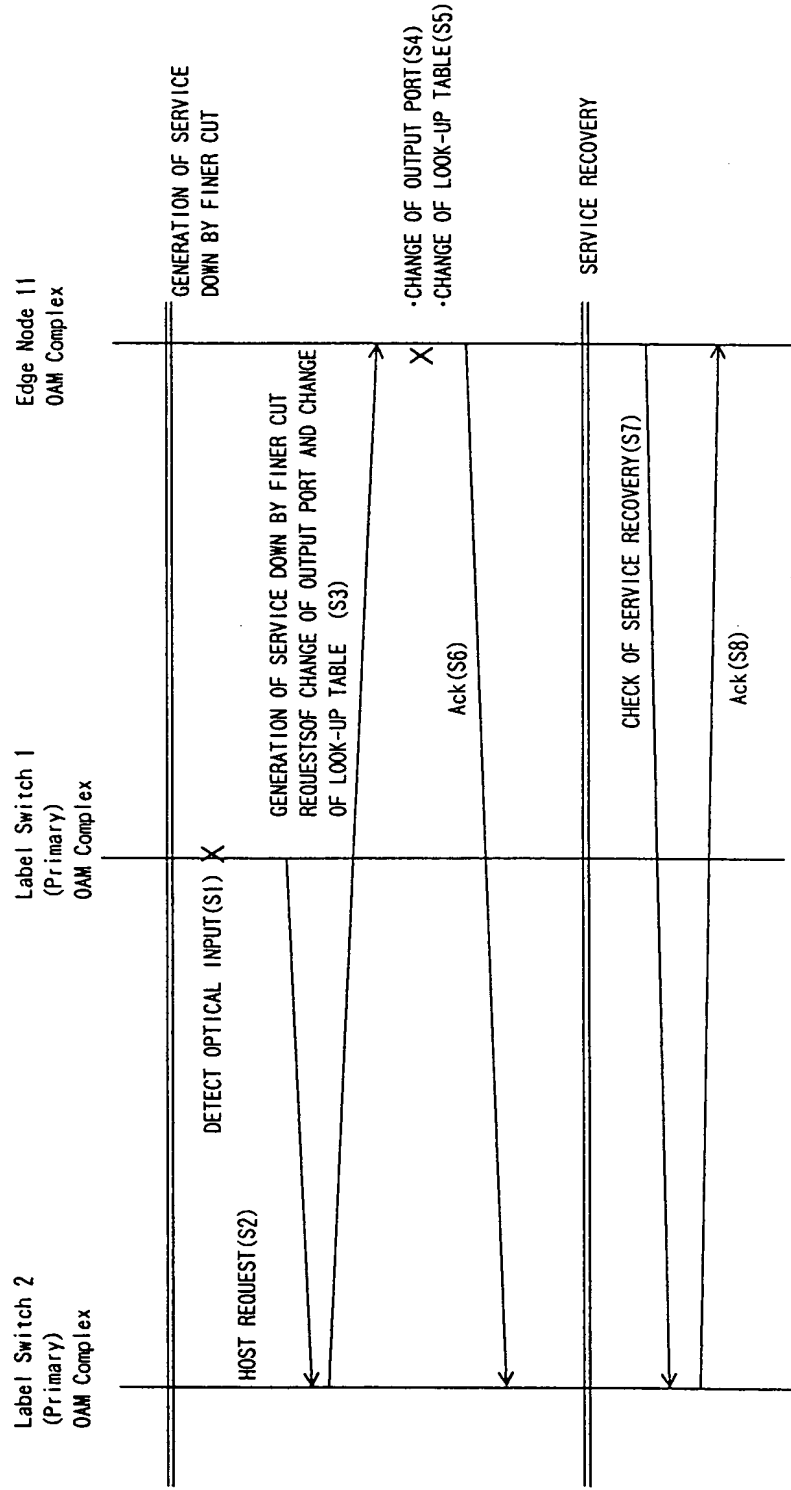 Label Switch 2
(Primary)
OAM Complex
Label Switch 1
(Primary)
OAM Complex
Edge Node 11
OAM Complex
GENERATION OF SERVICE
DOWN BY FINER CUT
DETECT OPTICAL INPUT(S1)
X
HOST REQUEST(S2)
GENERATION OF SERVICE DOWN BY FINER CUT
REQUESTSOF CHANGE OF OUTPUT PORT AND CHANGE
OF LOOK-UP TABLE (S3)
X
·CHANGE OF OUTPUT PORT(S4)
·CHANGE OF LOOK-UP TABLE(S5)
Ack(S6)
SERVICE RECOVERY
CHECK OF SERVICE RECOVERY(S7)
Ack(S8)